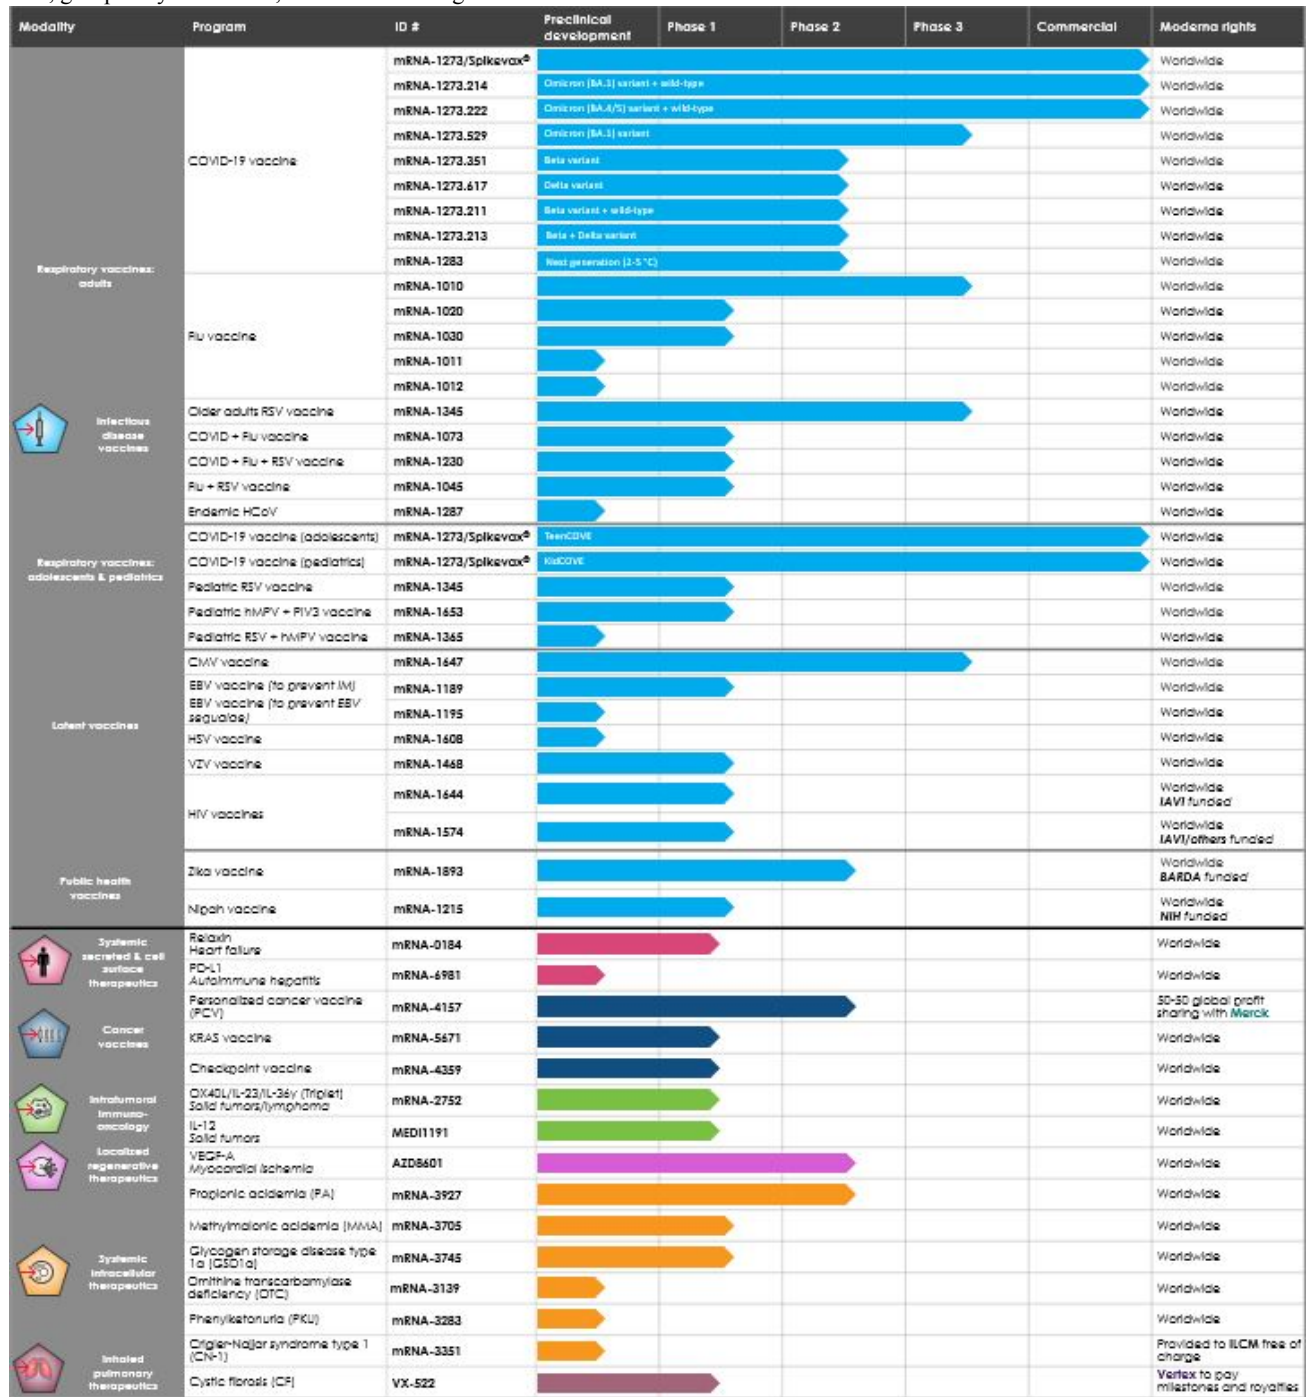 Modality Program ID # Preclinical development Phase 1 Phase 2 Phase 3 Commercial Moderna rights
Respiratory vaccines: adults
COVID-19 vaccine
mRNA-1273/Spikevax® Worldwide
mRNA-1273.214 Omicron (BA.1) variant + wild-type Worldwide
mRNA-1273.222 Omicron (BA.4/5) variant + wild-type Worldwide
mRNA-1273.529 Omicron (BA.1) variant Worldwide
mRNA-1273.351 Beta variant Worldwide
mRNA-1273.617 Delta variant Worldwide
mRNA-1273.211 Beta variant + wild-type Worldwide
mRNA-1273.213 Beta + Delta variant Worldwide
mRNA-1283 Next generation (2-5 °C) Worldwide
Flu vaccine
mRNA-1010 Worldwide
mRNA-1020 Worldwide
mRNA-1030 Worldwide
mRNA-1011 Worldwide
mRNA-1012 Worldwide
Infectious disease vaccines
Older adults RSV vaccine mRNA-1345 Worldwide
COVID + Flu vaccine mRNA-1073 Worldwide
COVID + Flu + RSV vaccine mRNA-1230 Worldwide
Flu + RSV vaccine mRNA-1045 Worldwide
Endemic HCoV mRNA-1287 Worldwide
Respiratory vaccines: adolescents & pediatrics
COVID-19 vaccine (adolescents) mRNA-1273/Spikevax® TeenCOVE Worldwide
COVID-19 vaccine (pediatrics) mRNA-1273/Spikevax® KidCOVE Worldwide
Pediatric RSV vaccine mRNA-1345 Worldwide
Pediatric hMPV + PIV3 vaccine mRNA-1653 Worldwide
Pediatric RSV + hMPV vaccine mRNA-1365 Worldwide
Latent vaccines
CMV vaccine mRNA-1647 Worldwide
EBV vaccine (to prevent IM) mRNA-1189 Worldwide
EBV vaccine (to prevent EBV sequalae) mRNA-1195 Worldwide
HSV vaccine mRNA-1608 Worldwide
VZV vaccine mRNA-1468 Worldwide
HIV vaccines
mRNA-1644 Worldwide IAVI funded
mRNA-1574 Worldwide IAVI/others funded
Public health vaccines
Zika vaccine mRNA-1893 Worldwide BARDA funded
Nipah vaccine mRNA-1215 Worldwide NIH funded
Systemic secreted & cell surface therapeutics
Relaxin Heart failure mRNA-0184 Worldwide
PD-L1 Autoimmune hepatitis mRNA-6981 Worldwide
Cancer vaccines
Personalized cancer vaccine (PCV) mRNA-4157 50-50 global profit sharing with Merck
KRAS vaccine mRNA-5671 Worldwide
Checkpoint vaccine mRNA-4359 Worldwide
Intratumoral immuno-oncology
OX40L/IL-23/IL-36γ (Triplet) Solid tumors/lymphoma mRNA-2752 Worldwide
IL-12 Solid tumors MEDI1191 Worldwide
Localized regenerative therapeutics
VEGF-A Myocardial ischemia AZD8601 Worldwide
Systemic intracellular therapeutics
Propionic acidemia (PA) mRNA-3927 Worldwide
Methylmalonic acidemia (MMA) mRNA-3705 Worldwide
Glycogen storage disease type 1a (GSD1a) mRNA-3745 Worldwide
Ornithine transcarbamylase deficiency (OTC) mRNA-3139 Worldwide
Phenylketonuria (PKU) mRNA-3283 Worldwide
Crigler-Najjar syndrome type 1 (CN-1) mRNA-3351 Provided to ILCM free of charge
Inhaled pulmonary therapeutics
Cystic fibrosis (CF) VX-522 Vertex to pay milestones and royalties